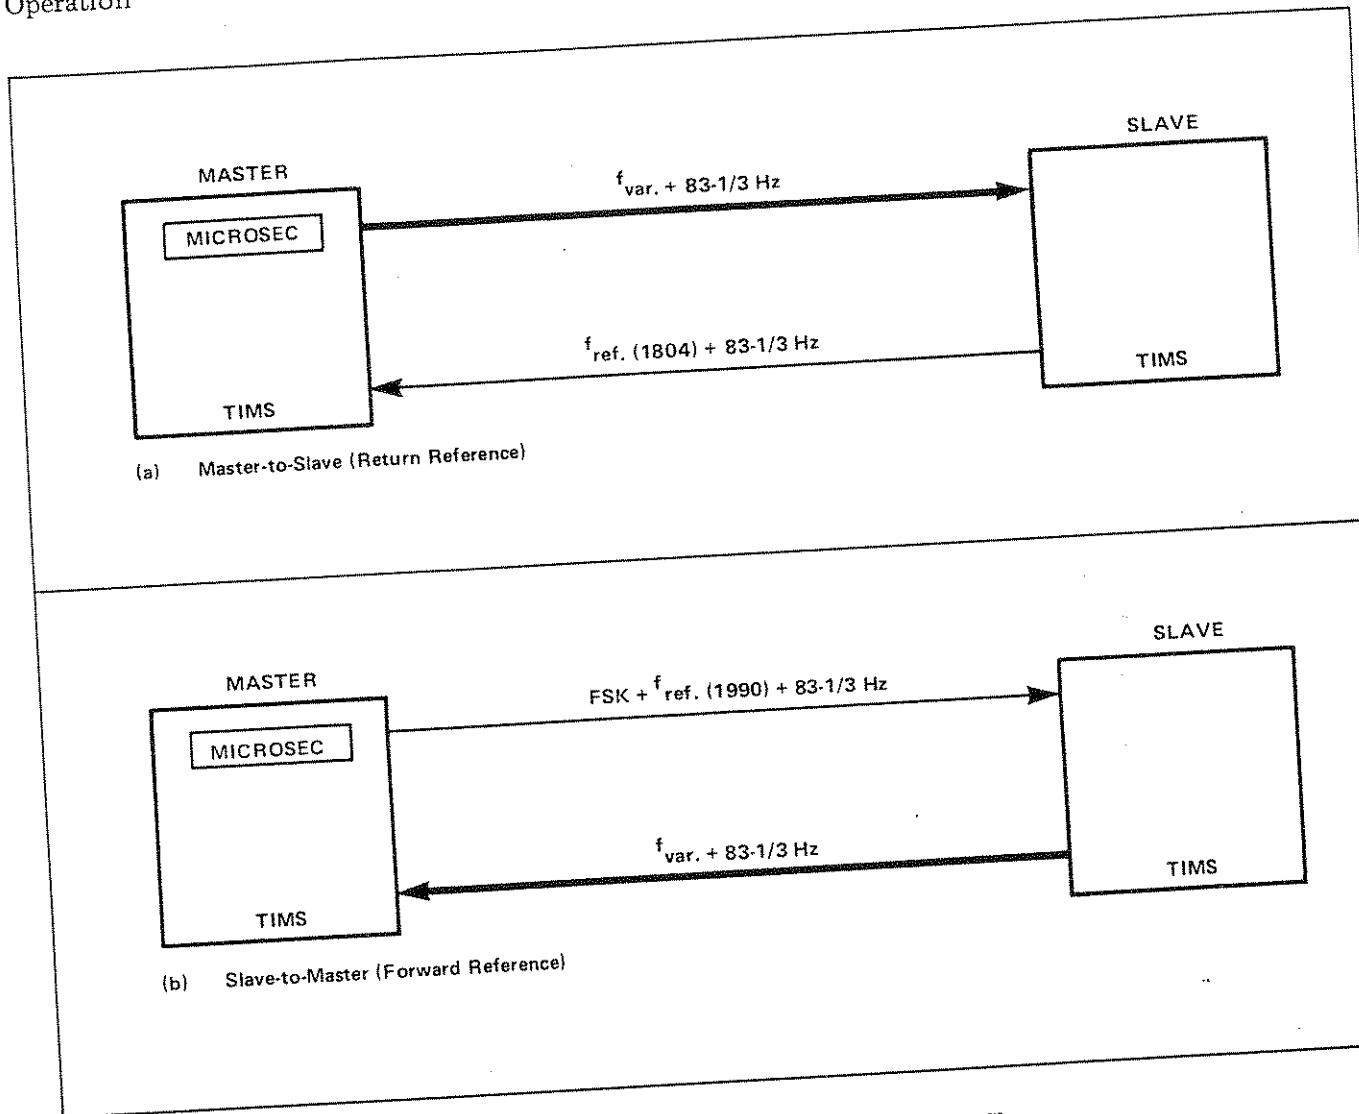 Operation
SLAVE
MASTER
f var. + 83-1/3 Hz
MICROSEC
f ref. (1804) + 83-1/3 Hz
TIMS
TIMS
(a) Master-to-Slave (Return Reference)
SLAVE
MASTER
FSK + f ref. (1990) + 83-1/3 Hz
MICROSEC
f var. + 83-1/3 Hz
TIMS
TIMS
(b) Slave-to-Master (Forward Reference)